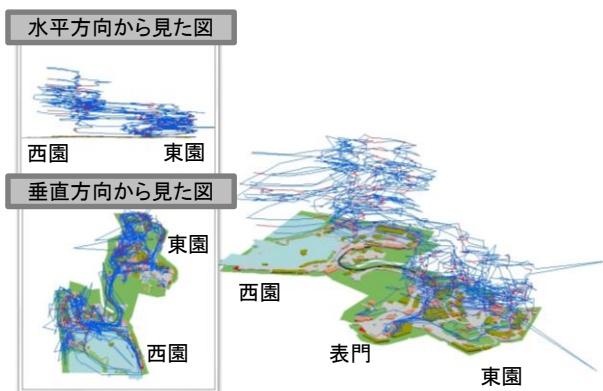 水平方向から見た図
西園 東園
垂直方向から見た図
東園
西園
西園
表門
東園